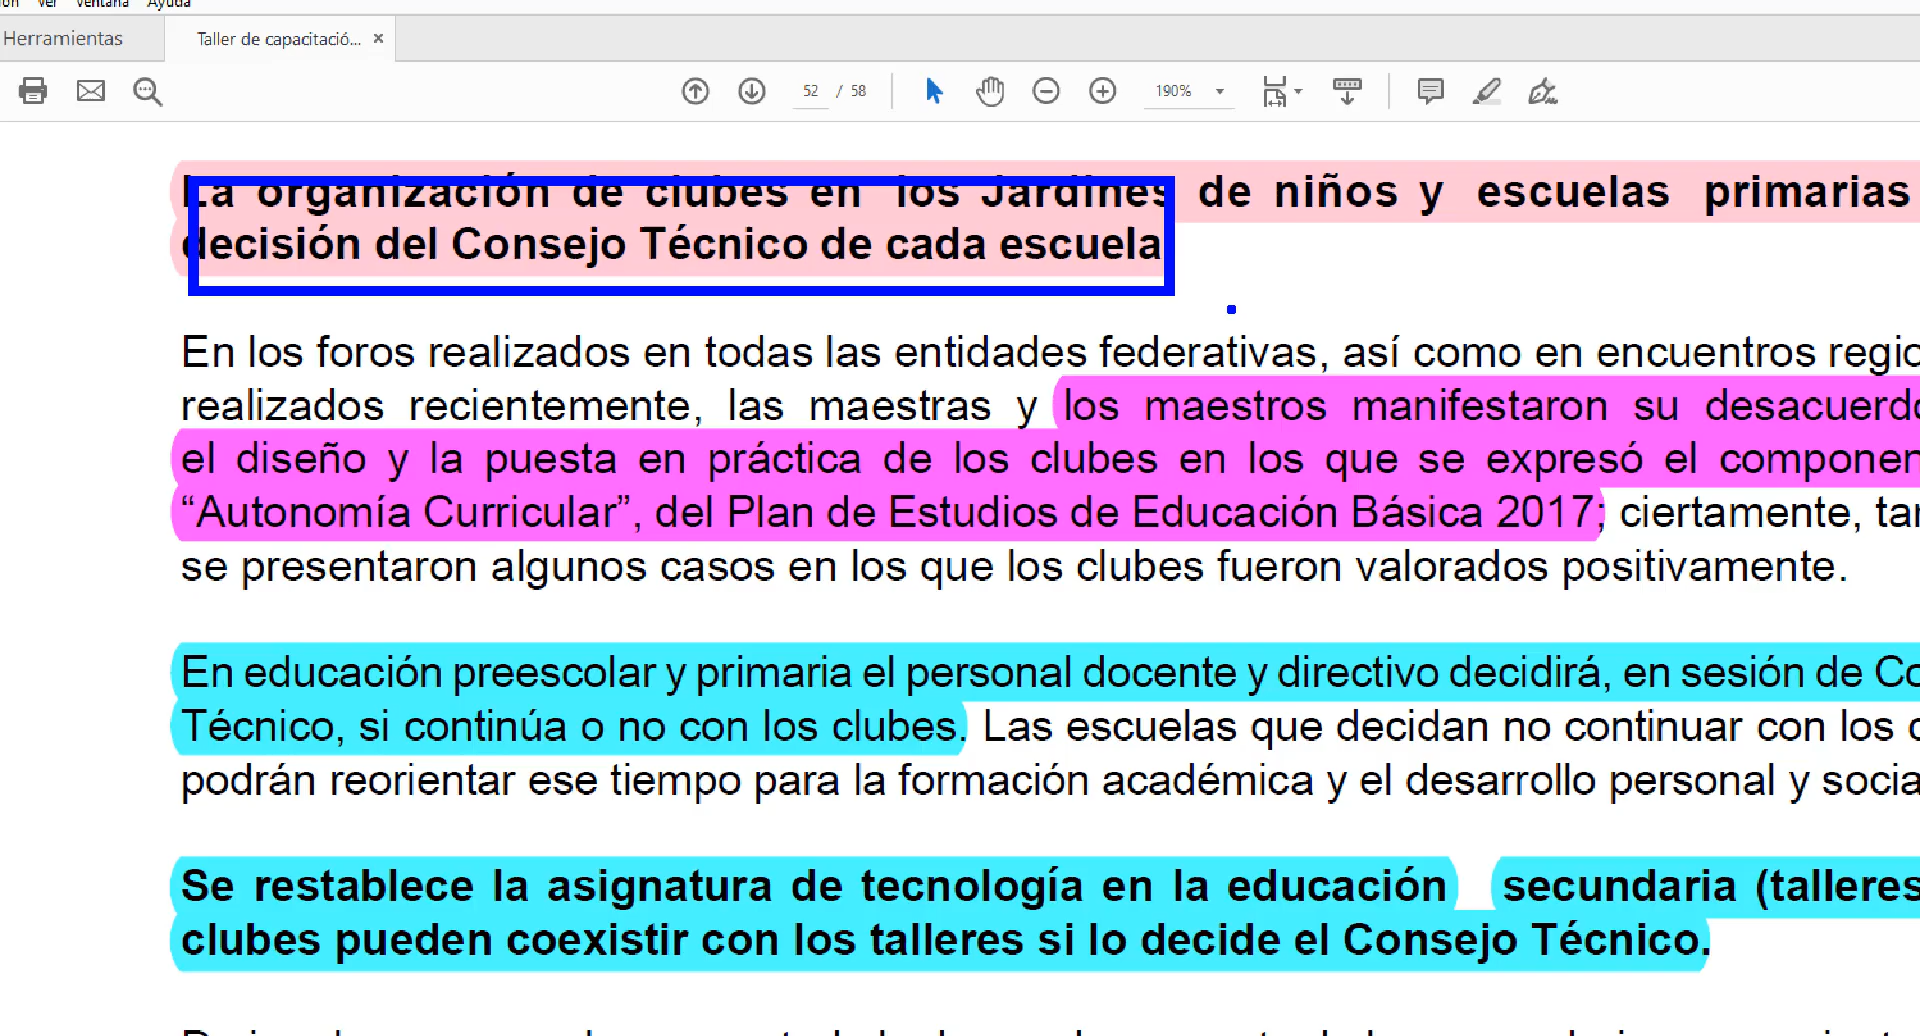 Ver Ventana Ayuda
Herramientas Taller de capacitació... ×
52 / 58 190%
La organización de clubes en los Jardines de niños y escuelas primarias
decisión del Consejo Técnico de cada escuela
En los foros realizados en todas las entidades federativas, así como en encuentros
realizados recientemente, las maestras y los maestros manifestaron su
el diseño y la puesta en práctica de los clubes en los que se expresó el
“Autonomía Curricular”, del Plan de Estudios de Educación Básica 2017; ciertamente,
se presentaron algunos casos en los que los clubes fueron valorados positivamente.
En educación preescolar y primaria el personal docente y directivo decidirá, en sesión de
Técnico, si continúa o no con los clubes. Las escuelas que decidan no continuar con los
podrán reorientar ese tiempo para la formación académica y el desarrollo personal y
Se restablece la asignatura de tecnología en la educación secundaria (talleres
clubes pueden coexistir con los talleres si lo decide el Consejo Técnico.